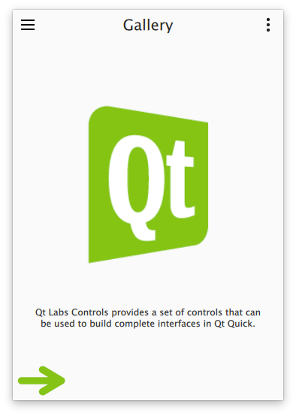 Gallery
Qt
Qt Labs Controls provides a set of controls that can
be used to build complete interfaces in Qt Quick.